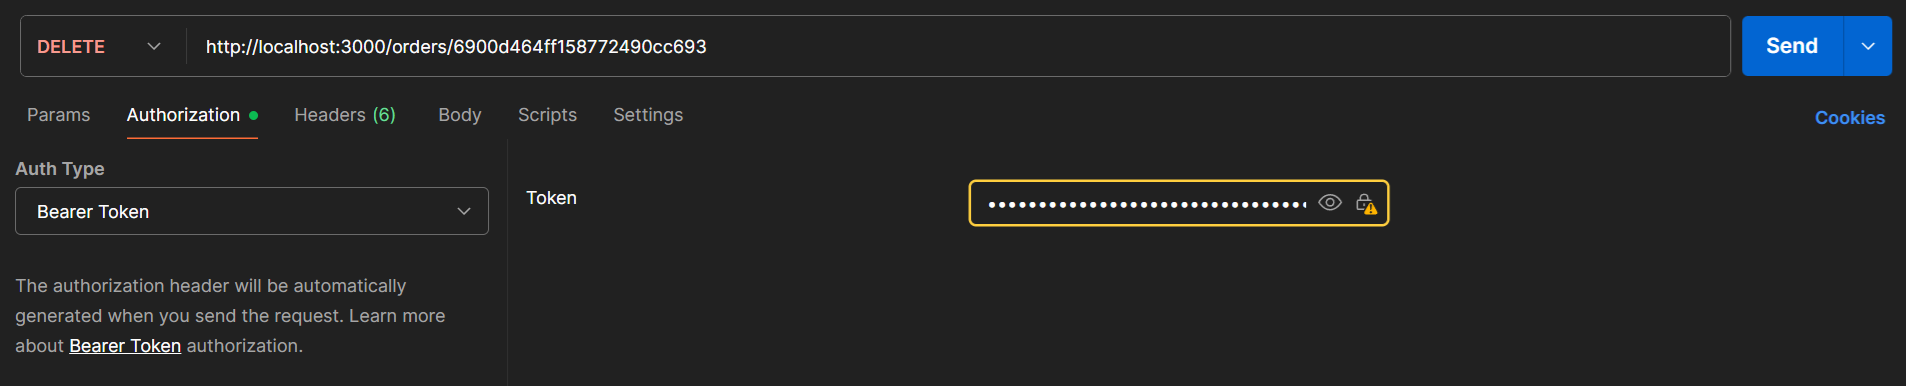 DELETE http://localhost:3000/orders/6900d464ff158772490cc693 Send
Params Authorization Headers (6) Body Scripts Settings Cookies
Auth Type
Bearer Token
The authorization header will be automatically
generated when you send the request. Learn more
about Bearer Token authorization.
Token